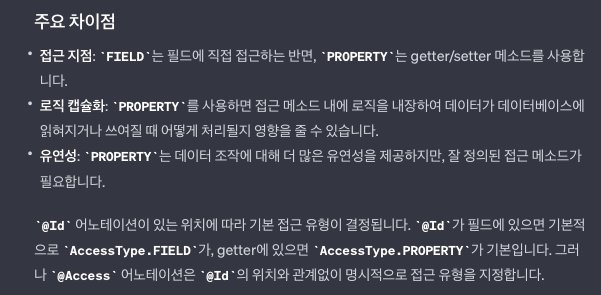 주요 차이점
• 접근 지점: `FIELD`는 필드에 직접 접근하는 반면, `PROPERTY`는 getter/setter 메소드를 사용합
니다.
• 로직 캡슐화: `PROPERTY`를 사용하면 접근 메소드 내에 로직을 내장하여 데이터가 데이터베이스에
읽혀지거나 쓰여질 때 어떻게 처리될지 영향을 줄 수 있습니다.
• 유연성: `PROPERTY`는 데이터 조작에 대해 더 많은 유연성을 제공하지만, 잘 정의된 접근 메소드가
필요합니다.
`@Id` 어노테이션이 있는 위치에 따라 기본 접근 유형이 결정됩니다. `@Id`가 필드에 있으면 기본적
으로 `AccessType.FIELD`가, getter에 있으면 `AccessType.PROPERTY`가 기본입니다. 그러
나 `@Access` 어노테이션은 `@Id`의 위치와 관계없이 명시적으로 접근 유형을 지정합니다.